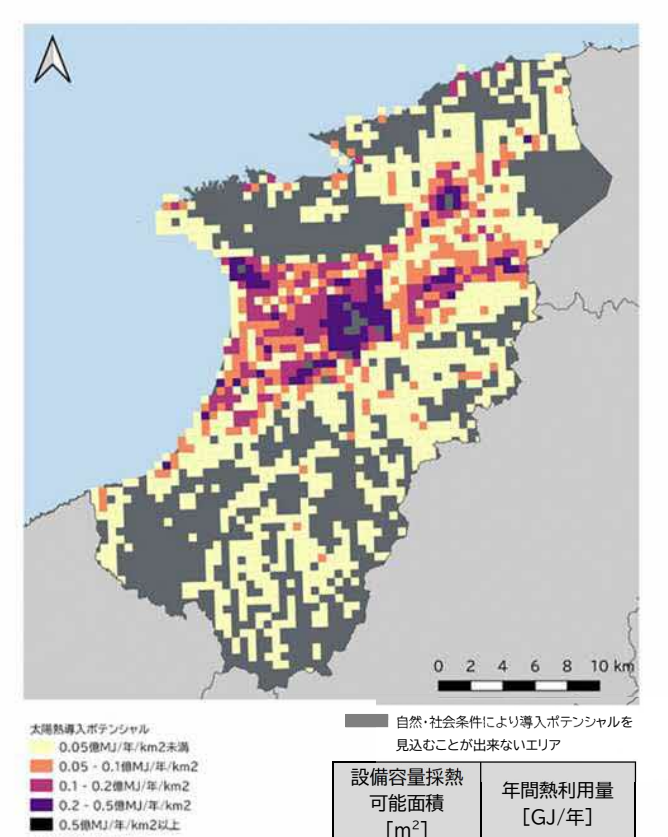 0 2 4 6 8 10 km
太陽熱導入ポテンシャル
0.05億MJ/年/km2未満
0.05 - 0.1億MJ/年/km2
0.1 - 0.2億MJ/年/km2
0.2 - 0.5億MJ/年/km2
0.5億MJ/年/km2以上
自然・社会条件により導入ポテンシャルを
見込むことが出来ないエリア
設備容量採熱
可能面積
[m²]
年間熱利用量
[GJ/年]